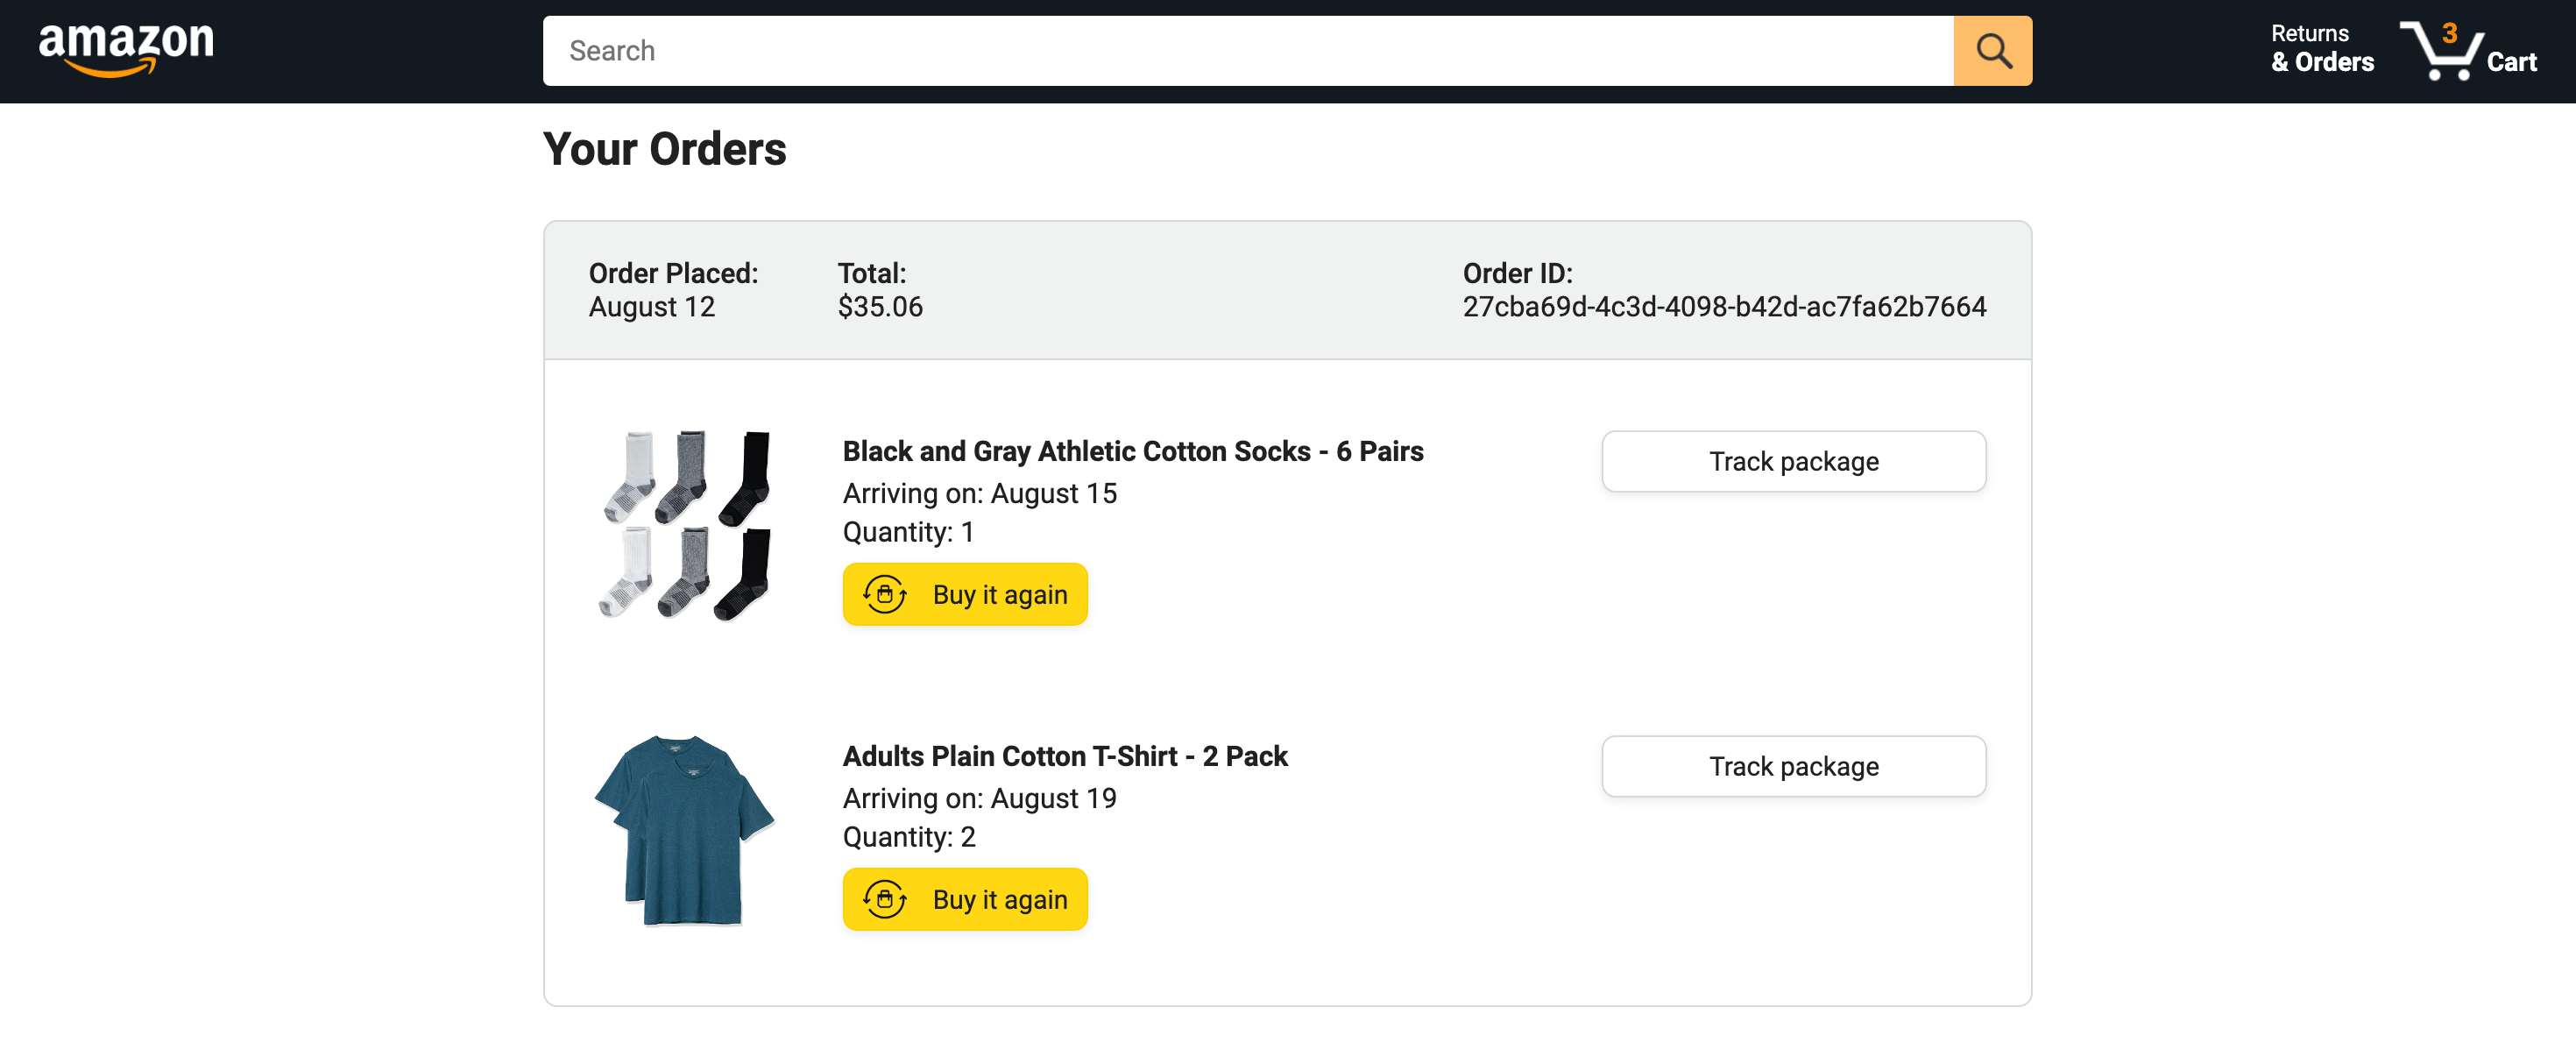 amazon
Search
Returns
& Orders
3
Cart
Your Orders
Order Placed:
August 12
Total:
$35.06
Order ID:
27cba69d-4c3d-4098-b42d-ac7fa62b7664
Black and Gray Athletic Cotton Socks - 6 Pairs
Arriving on: August 15
Quantity: 1
Buy it again
Track package
Adults Plain Cotton T-Shirt - 2 Pack
Arriving on: August 19
Quantity: 2
Buy it again
Track package